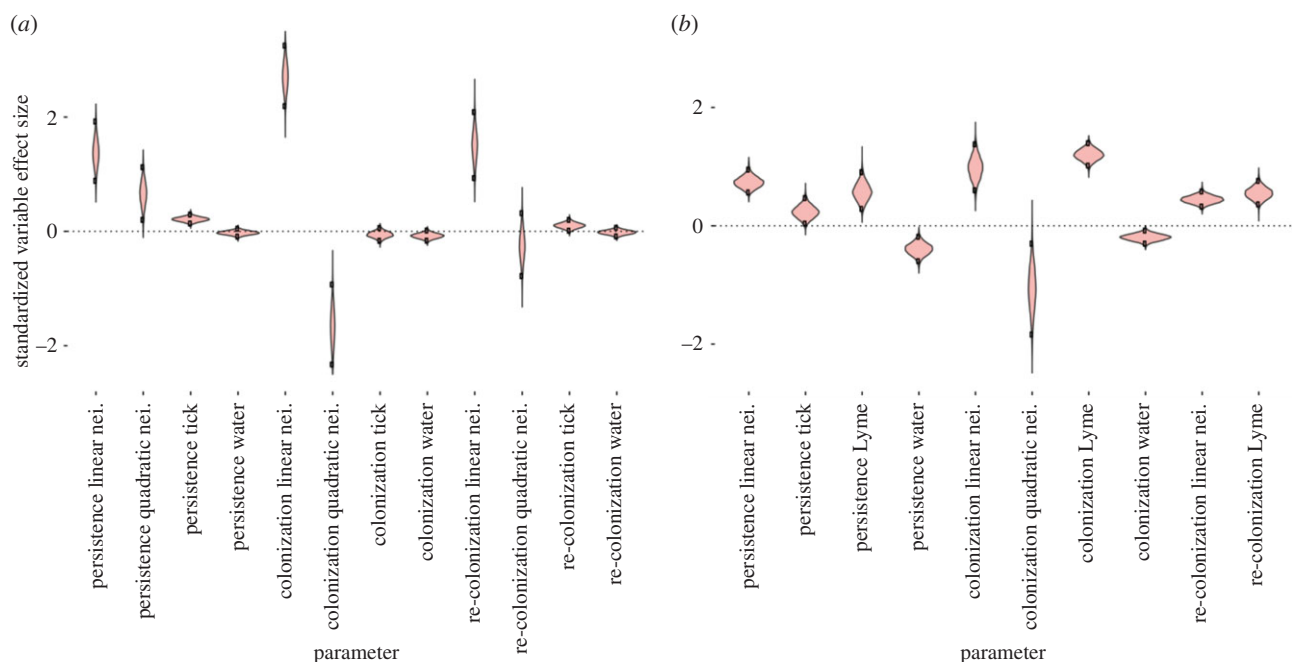 (a)
standardized variable effect size
2
0
−2
persistence linear nei.
persistence quadratic nei.
persistence tick
persistence water
colonization linear nei.
colonization quadratic nei.
colonization tick
colonization water
re-colonization linear nei.
re-colonization quadratic nei.
re-colonization tick
re-colonization water
parameter
(b)
2
0
−2
persistence linear nei.
persistence tick
persistence Lyme
persistence water
colonization linear nei.
colonization quadratic nei.
colonization Lyme
colonization water
re-colonization linear nei.
re-colonization Lyme
parameter